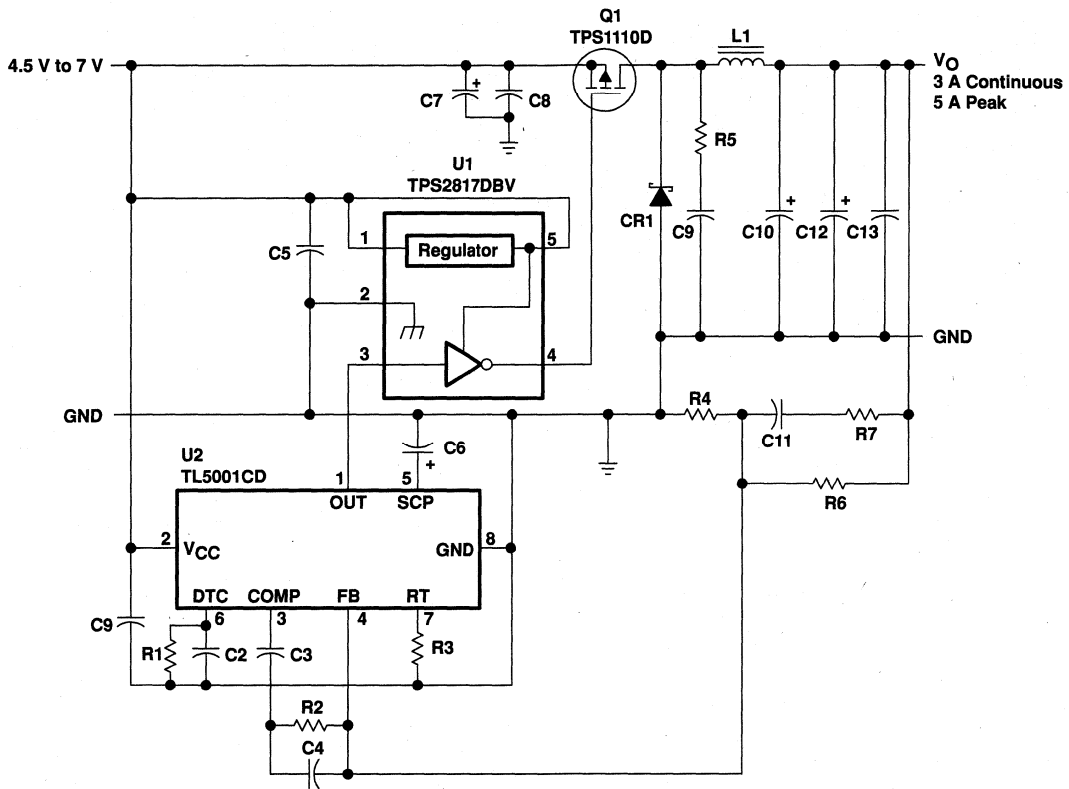 Q1
TPS1110D
L1
4.5 V to 7 V
VO
3 A Continuous
5 A Peak
+
C7
C8
R5
U1
TPS2817DBV
1
Regulator
5
CR1
C9
+
C10
+
C12
C13
C5
2
3
4
GND
GND
R4
C11
R7
C6
+
U2
TL5001CD
1
5
OUT
SCP
R6
2
VCC
GND
8
DTC
COMP
FB
RT
6
3
4
7
C9
R1
C2
C3
R3
R2
C4